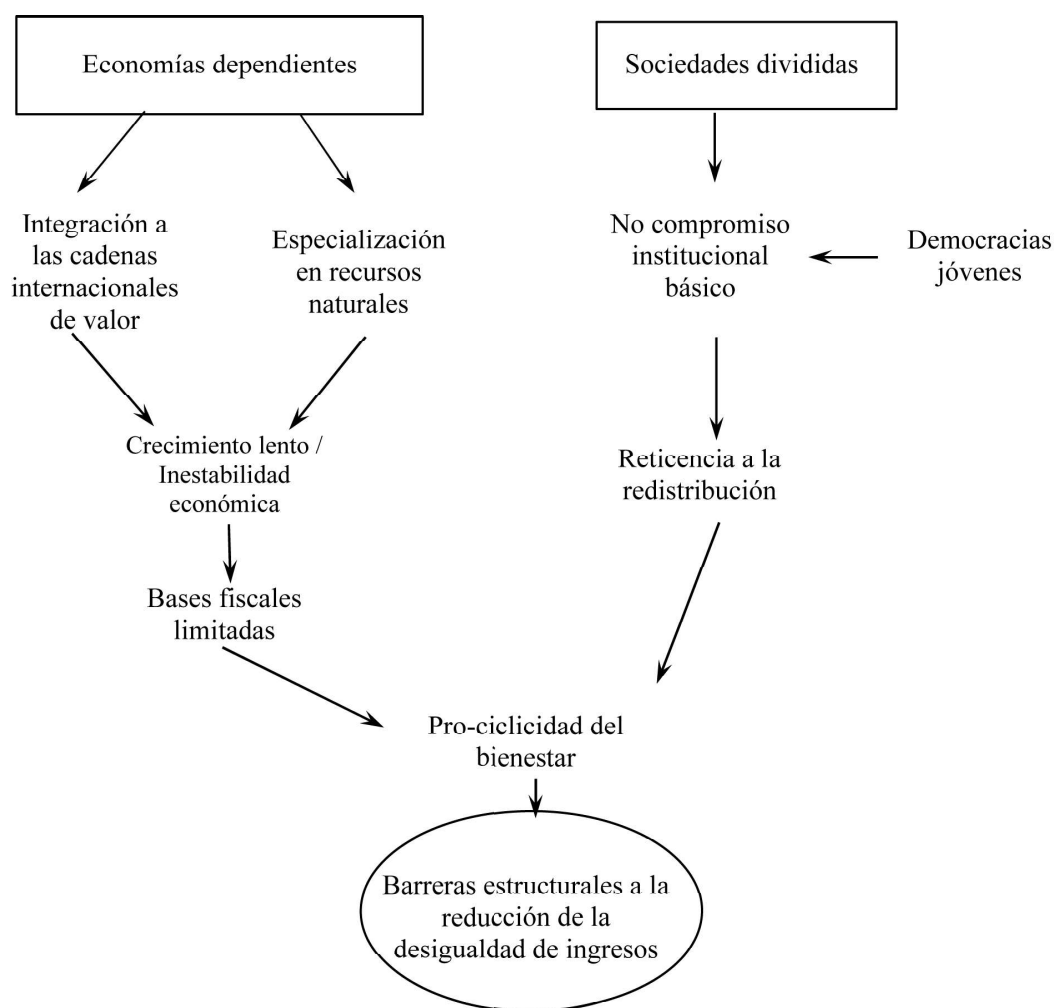 Economías dependientes
Sociedades divididas
Integración a
las cadenas
internacionales
de valor
Especialización
en recursos
naturales
No compromiso
institucional
básico
Democracias
jóvenes
Crecimiento lento /
Inestabilidad
económica
Reticencia a la
redistribución
Bases fiscales
limitadas
Pro-ciclicidad del
bienestar
Barreras estructurales a la
reducción de la
desigualdad de ingresos